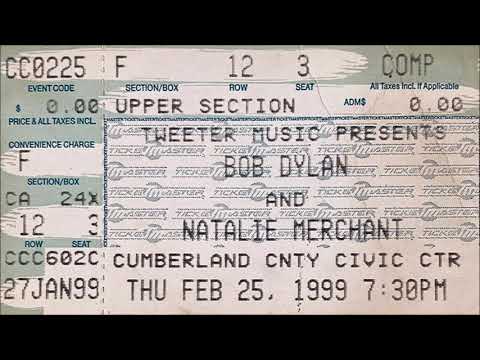 CC0225 F 12 3 COMP
EVENT CODE SECTION/BOX ROW SEAT All Taxes Incl. if Applicable
$ 0.00 UPPER SECTION ADM$ 0.00
PRICE & ALL TAXES INCL.
TWEETER MUSIC PRESENTS
CONVENIENCE CHARGE
F BOB DYLAN
SECTION/BOX
CA 24X AND
12 3 NATALIE MERCHANT
ROW SEAT
CCC602C CUMBERLAND CNTY CIVIC CTR
27JAN99 THU FEB 25, 1999 7:30PM
TICKETMASTER